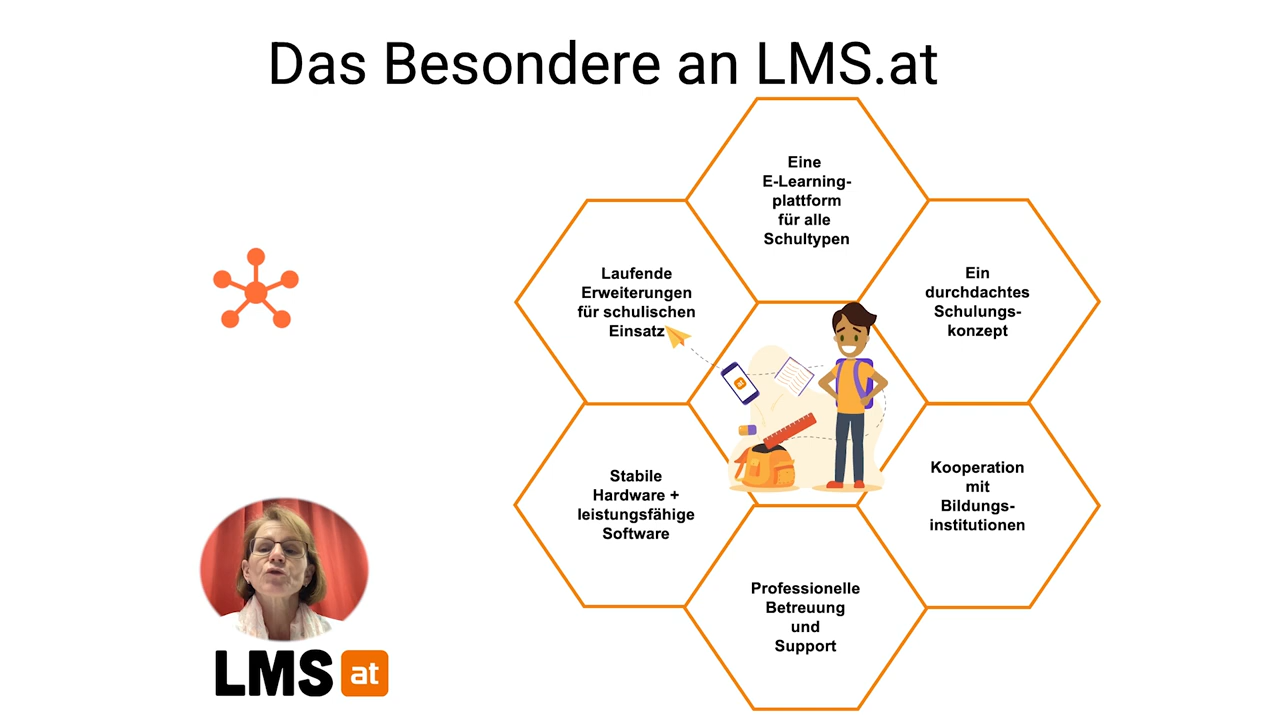 Das Besondere an LMS.at
Eine
E-Learning-
plattform
für alle
Schultypen
Laufende
Erweiterungen
für schulischen
Einsatz
Ein
durchdachtes
Schulungs-
konzept
Stabile
Hardware +
leistungsfähige
Software
Kooperation
mit
Bildungs-
institutionen
Professionelle
Betreuung
und
Support
LMS at